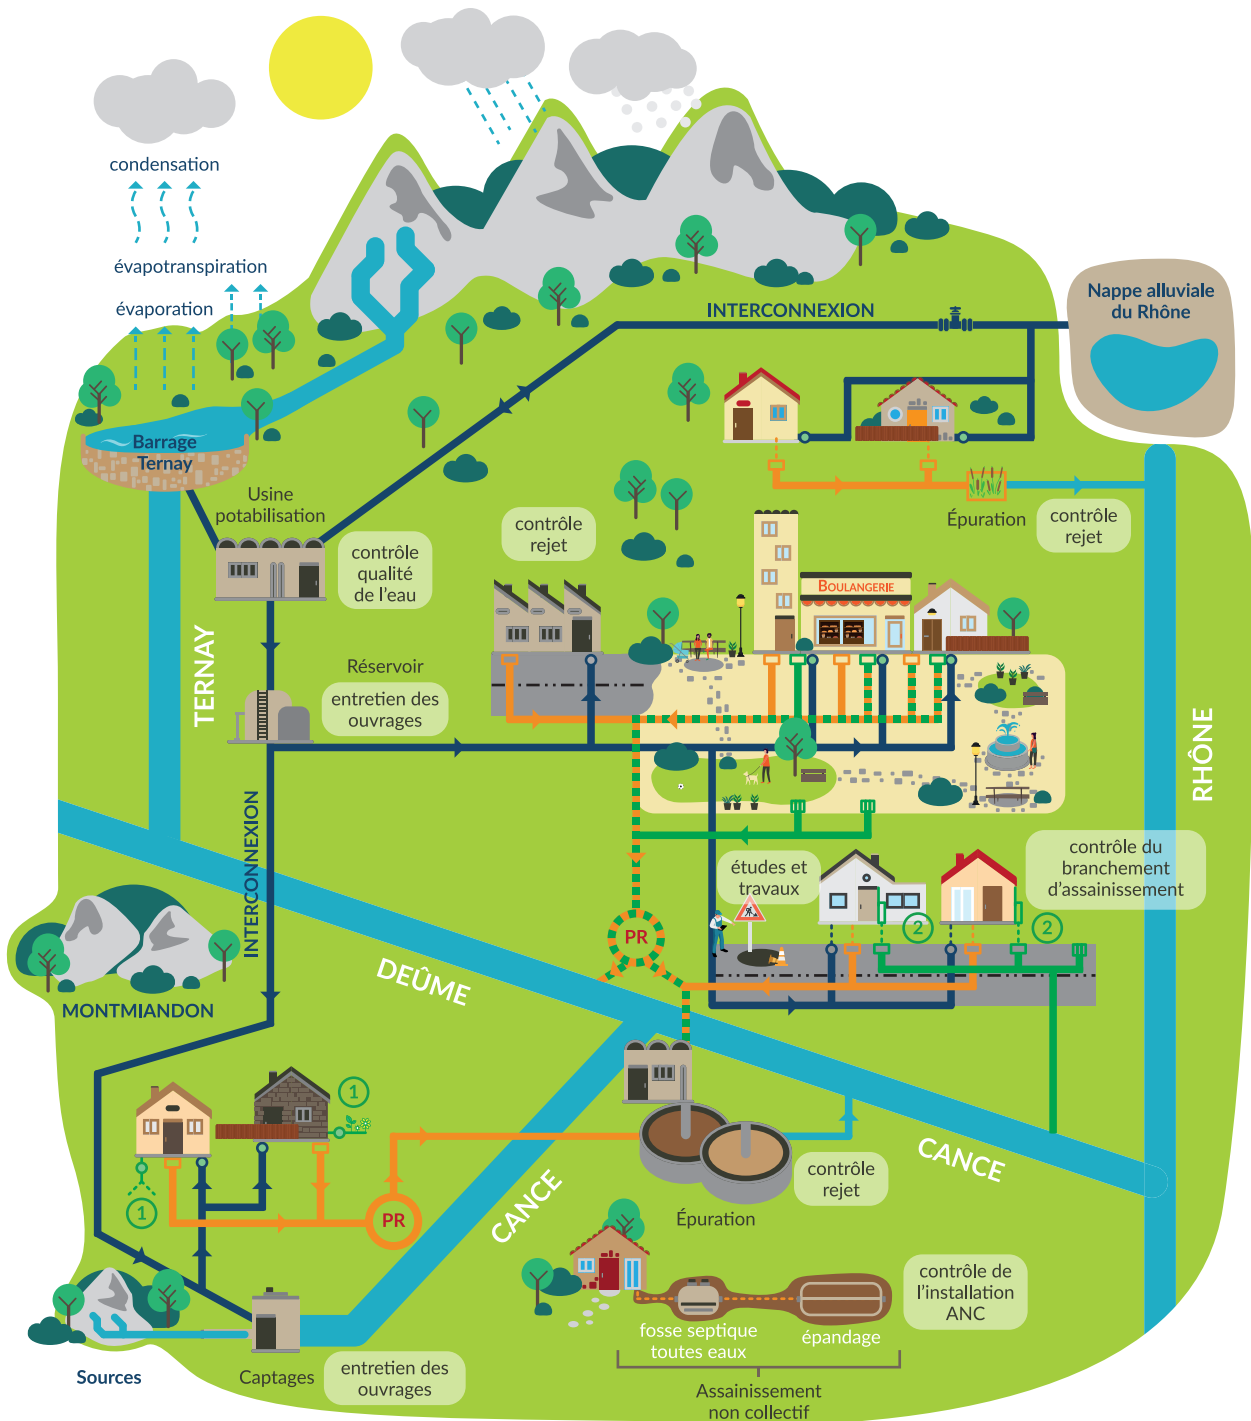 condensation
évapotranspiration
évaporation
INTERCONNEXION
Nappe alluviale
du Rhône
Barrage
Ternay
Usine
potabilisation
contrôle
qualité
de l'eau
contrôle
rejet
Épuration
contrôle
rejet
BOULANGERIE
TERNAY
Réservoir
entretien des
ouvrages
RHÔNE
INTERCONNEXION
études et
travaux
contrôle du
branchement
d'assainissement
2
2
PR
DEÛME
MONTMIANDON
1
1
PR
CANCE
CANCE
contrôle
rejet
Épuration
contrôle de
l'installation
ANC
fosse septique
toutes eaux
épandage
Sources
Captages
entretien des
ouvrages
Assainissement
non collectif